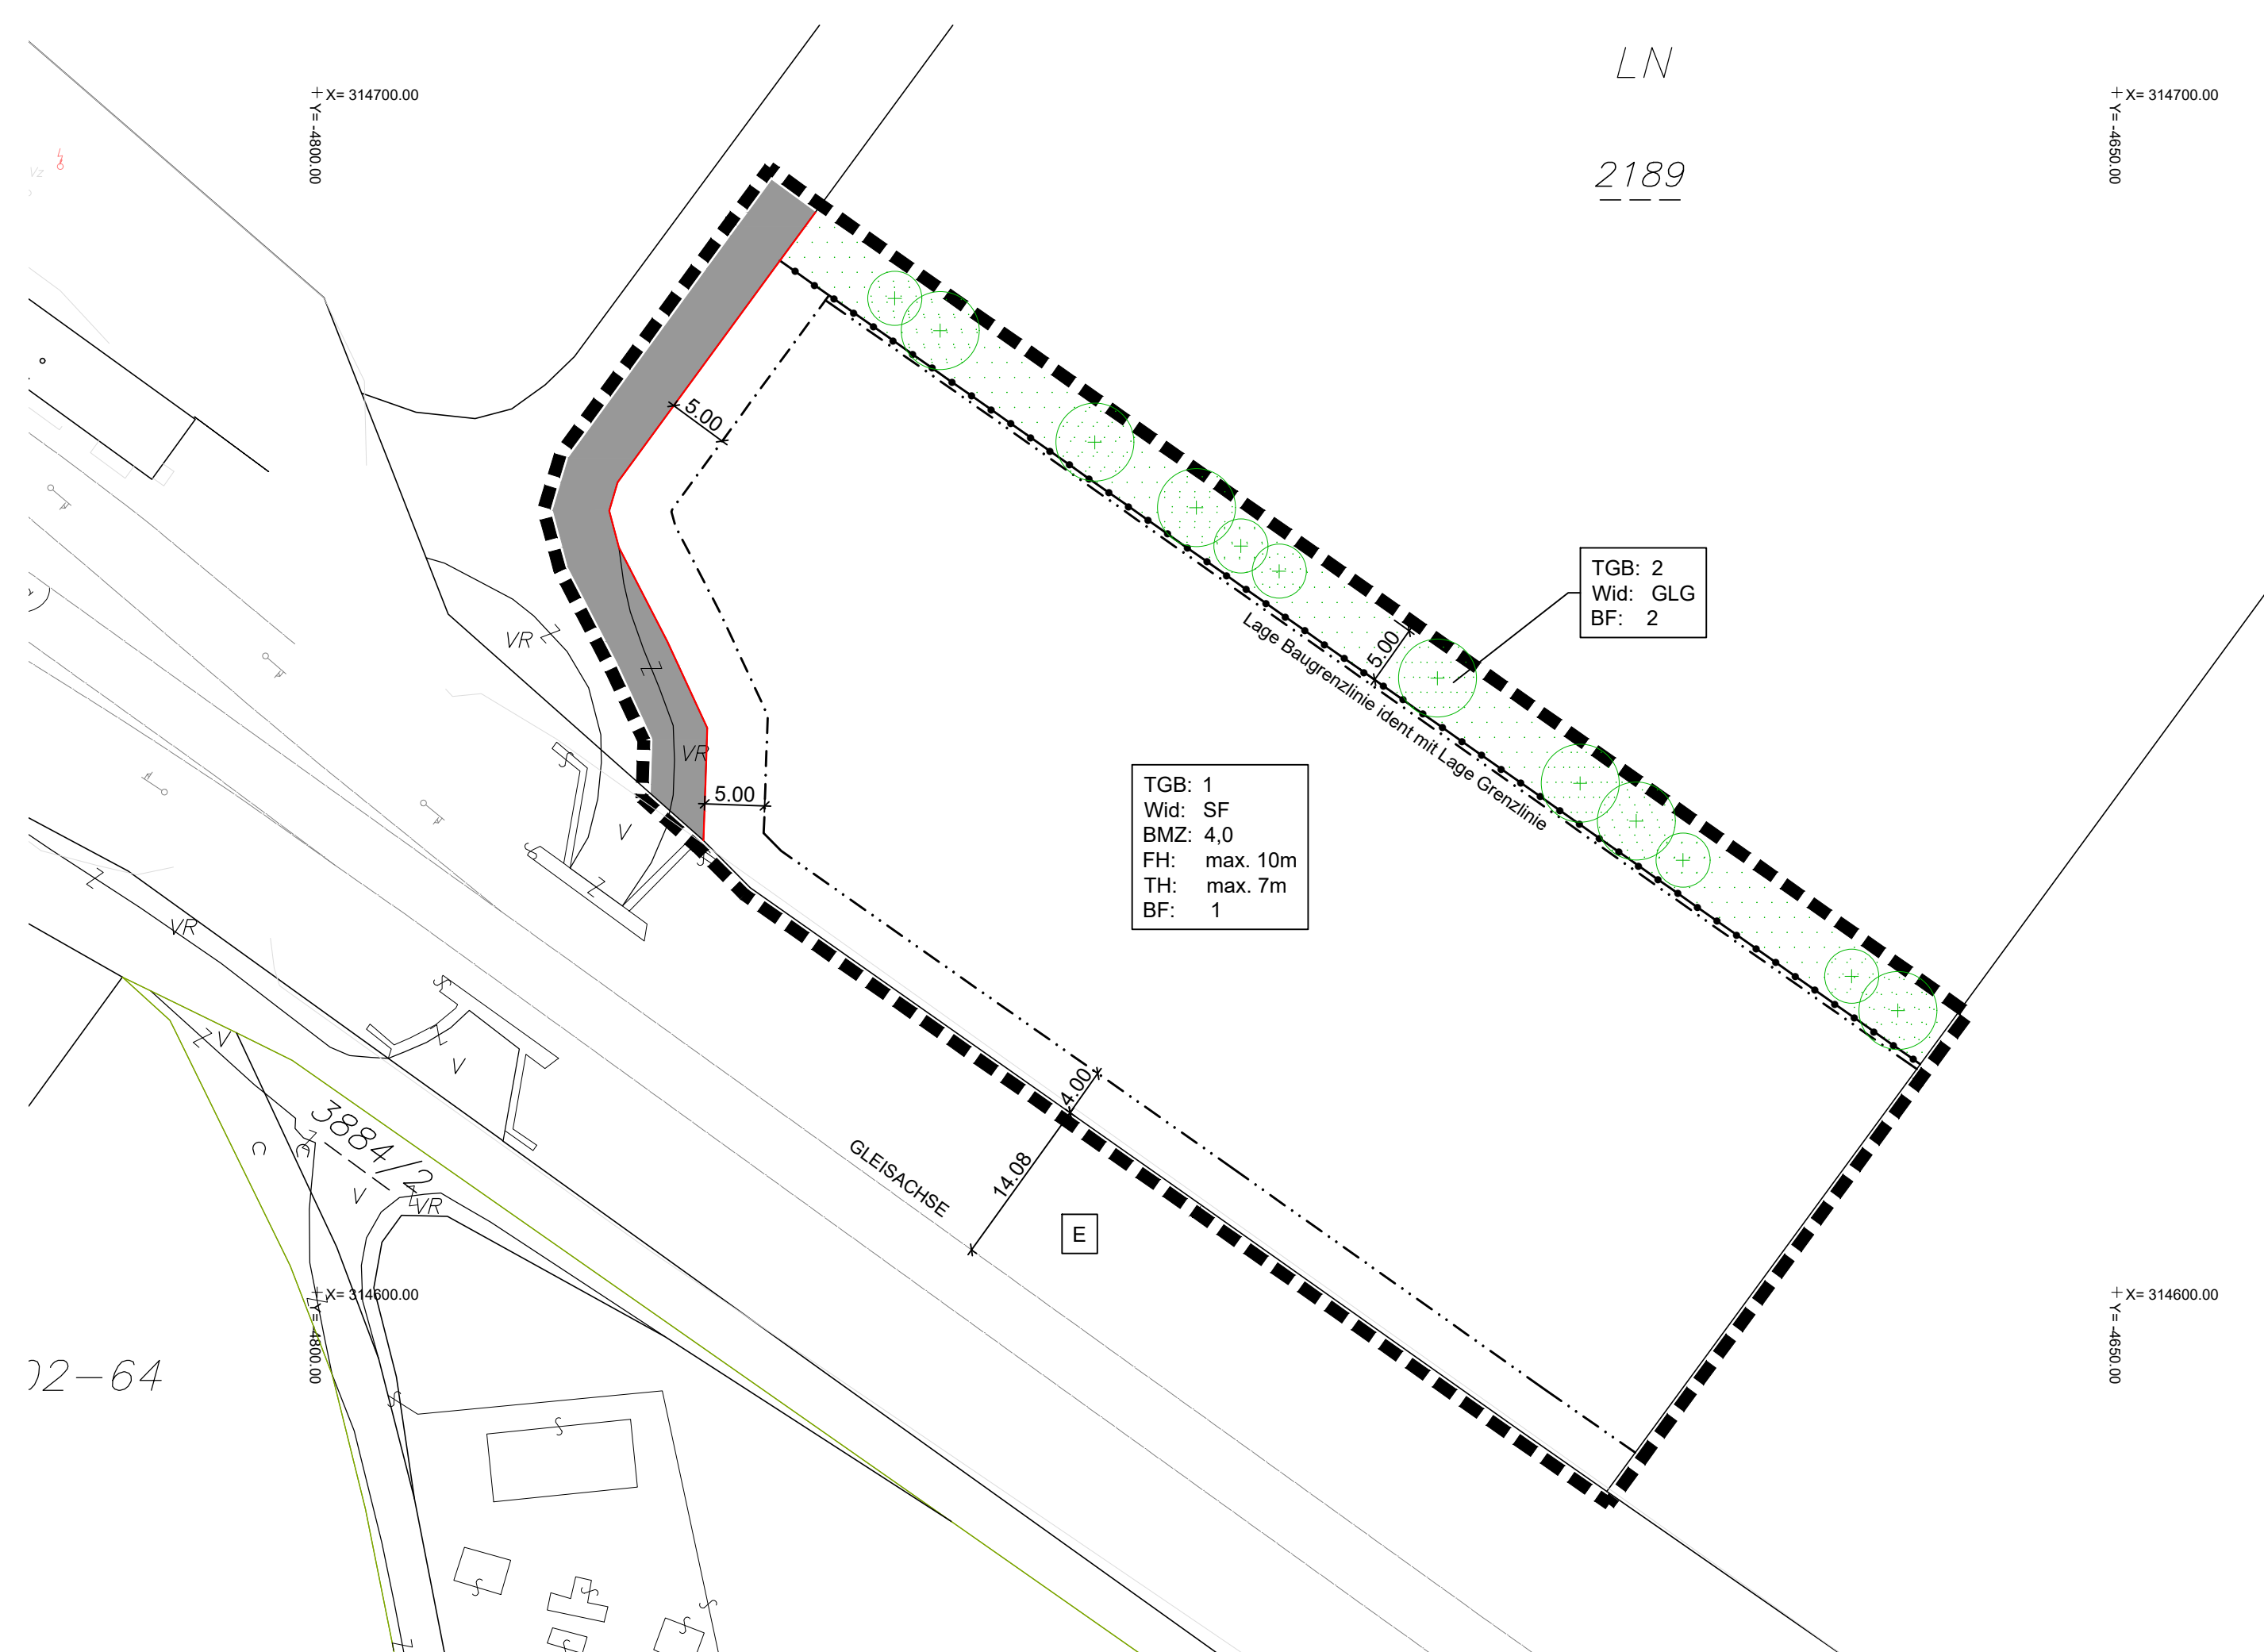 LN
X= 314700.00
Y= -4800.00
X= 314700.00
Y= -4650.00
Vz
2189
5.00
TGB: 2
Wid: GLG
BF: 2
VR
5.00
Lage Baugrenzlinie ident mit Lage Grenzlinie
VR
5.00
TGB: 1
Wid: SF
BMZ: 4,0
FH: max. 10m
TH: max. 7m
BF: 1
V
VR
V
V
4.00
3884/2
GLEISACHSE
14.08
V
VR
E
X= 314600.00
Y= -4800.00
X= 314600.00
Y= -4650.00
02-64